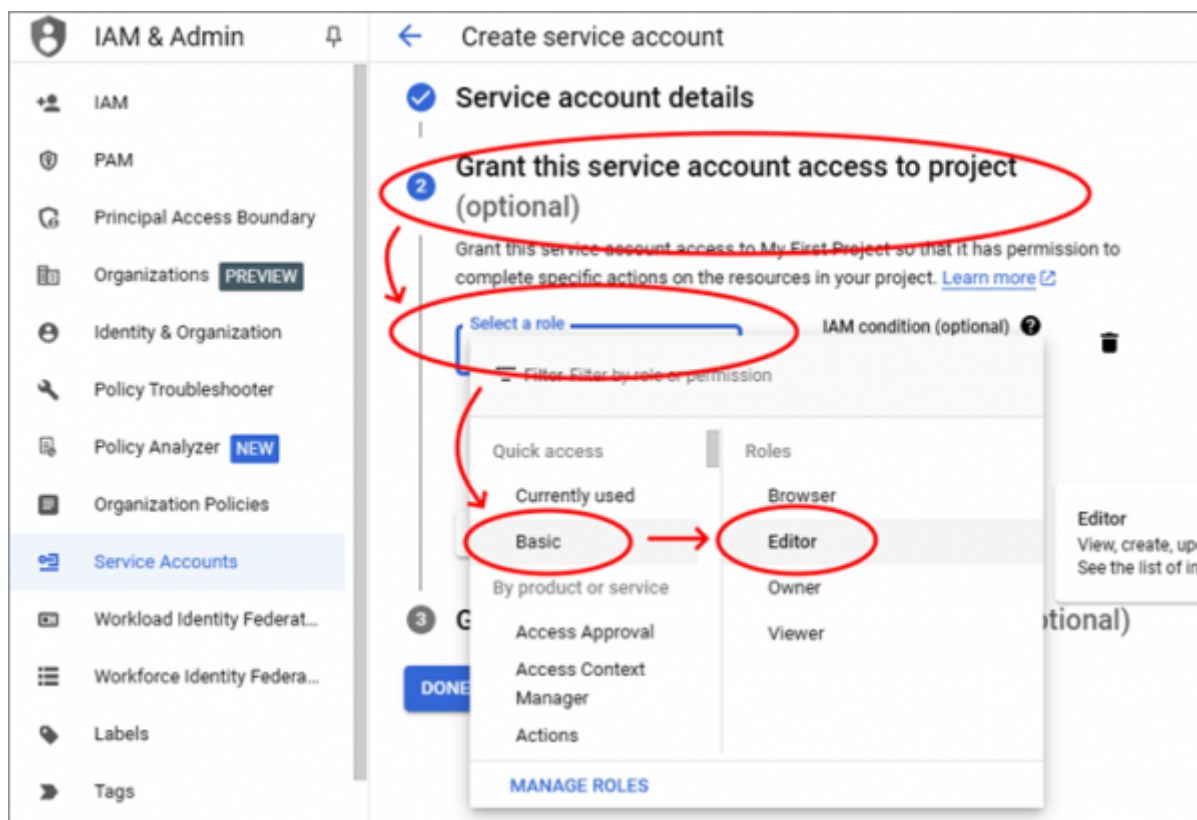 IAM & Admin
IAM
PAM
Principal Access Boundary
Organizations PREVIEW
Identity & Organization
Policy Troubleshooter
Policy Analyzer NEW
Organization Policies
Service Accounts
Workload Identity Federat...
Workforce Identity Federa...
Labels
Tags
Create service account
Service account details
2
Grant this service account access to project
(optional)
Grant this service account access to My First Project so that it has permission to
complete specific actions on the resources in your project. Learn more
Select a role
IAM condition (optional) ?
Filter Filter by role or permission
Quick access
Currently used
Basic
By product or service
Access Approval
Access Context
Manager
Actions
Roles
Browser
Editor
Owner
Viewer
MANAGE ROLES
Editor
View, create, up
See the list of in
3
G
tional)
DONE